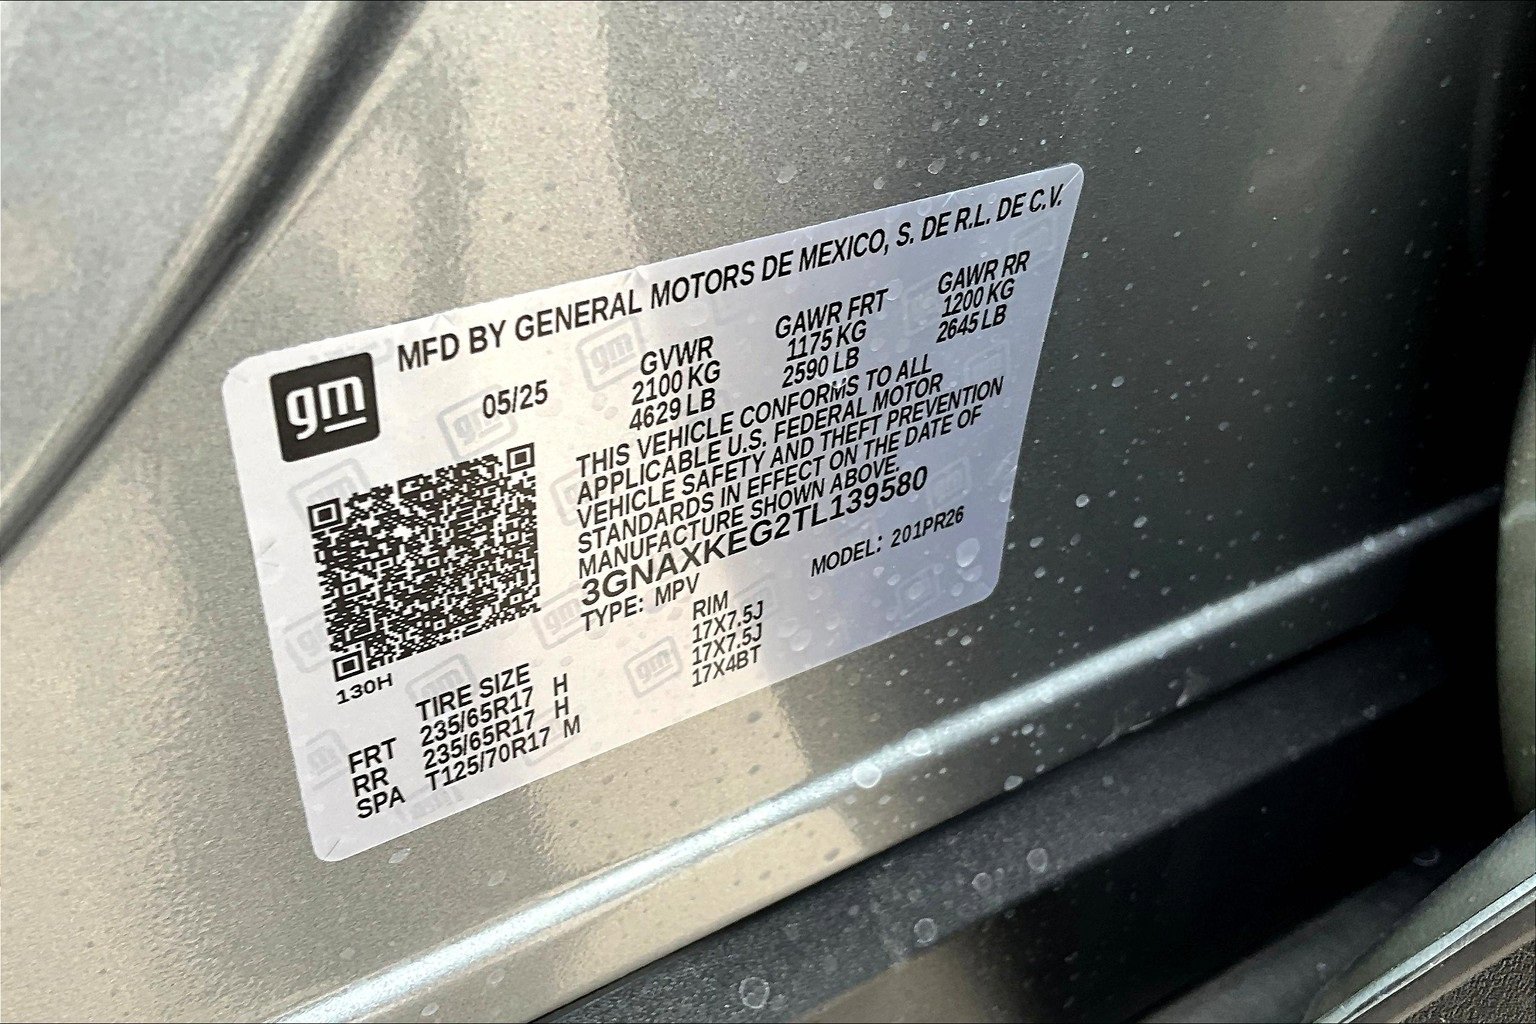 MFD BY GENERAL MOTORS DE MEXICO, S. DE R.L. DE C.V.
gm
05/25
GVWR GAWR FRT GAWR RR
2100 KG 1175 KG 1200 KG
4629 LB 2590 LB 2645 LB
THIS VEHICLE CONFORMS TO ALL
APPLICABLE U.S. FEDERAL MOTOR
VEHICLE SAFETY AND THEFT PREVENTION
STANDARDS IN EFFECT ON THE DATE OF
MANUFACTURE SHOWN ABOVE.
3GNAXKEG2TL139580
TYPE: MPV MODEL: 201PR26
130H
TIRE SIZE RIM
FRT 235/65R17 H 17X7.5J
RR 235/65R17 H 17X7.5J
SPA T125/70R17 M 17X4BT